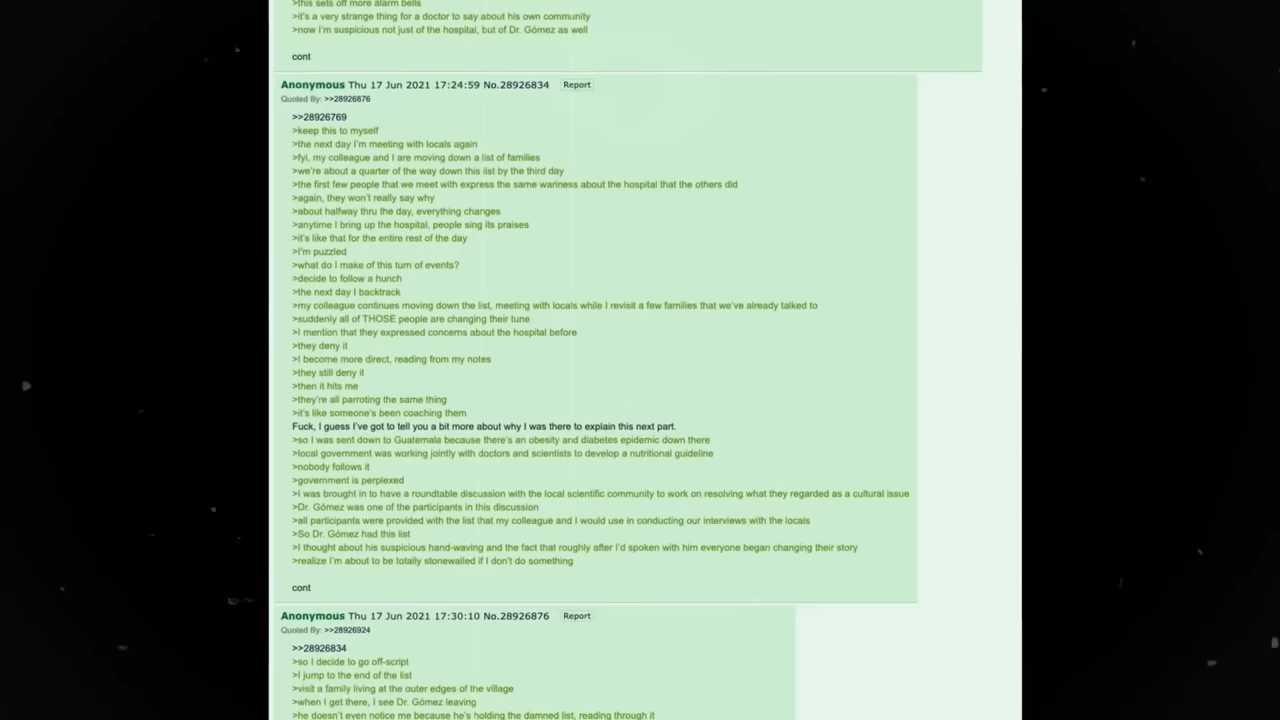 >this sets off more alarm bells
>it's a very strange thing for a doctor to say about his own community
>now I'm suspicious not just of the hospital, but of Dr. Gómez as well
cont
Anonymous Thu 17 Jun 2021 17:24:59 No.28926834 Report
Quoted By: >>28926876
>>28926769
>keep this to myself
>the next day I'm meeting with locals again
>fyi, my colleague and I are moving down a list of families
>we're about a quarter of the way down this list by the third day
>the first few people that we meet with express the same wariness about the hospital that the others did
>again, they won't really say why
>about halfway thru the day, everything changes
>anytime I bring up the hospital, people sing its praises
>it's like that for the entire rest of the day
>I'm puzzled
>what do I make of this turn of events?
>decide to follow a hunch
>the next day I backtrack
>my colleague continues moving down the list, meeting with locals while I revisit a few families that we've already talked to
>suddenly all of THOSE people are changing their tune
>I mention that they expressed concerns about the hospital before
>they deny it
>I become more direct, reading from my notes
>they still deny it
>then it hits me
>they're all parroting the same thing
>it's like someone's been coaching them
Fuck, I guess I've got to tell you a bit more about why I was there to explain this next part.
>so I was sent down to Guatemala because there's an obesity and diabetes epidemic down there
>local government was working jointly with doctors and scientists to develop a nutritional guideline
>nobody follows it
>government is perplexed
>I was brought in to have a roundtable discussion with the local scientific community to work on resolving what they regarded as a cultural issue
>Dr. Gómez was one of the participants in this discussion
>all participants were provided with the list that my colleague and I would use in conducting our interviews with the locals
>So Dr. Gómez had this list
>I thought about his suspicious hand-waving and the fact that roughly after I'd spoken with him everyone began changing their story
>realize I'm about to be totally stonewalled if I don't do something
cont
Anonymous Thu 17 Jun 2021 17:30:10 No.28926876 Report
Quoted By: >>28926924
>>28926834
>so I decide to go off-script
>I jump to the end of the list
>visit a family living at the outer edges of the village
>when I get there, I see Dr. Gómez leaving
>he doesn't even notice me because he's holding the damned list, reading through it